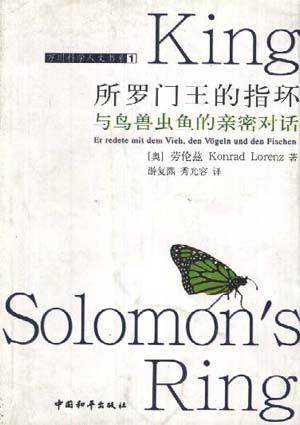 King
万川科学人文书系 1
所罗门王的指环
与鸟兽虫鱼的亲密对话
Er redete mit dem Vieh, den Vögeln und den Fischen
［奥］ 劳伦兹 Konrad Lorenz 著
游复熙 季光容 译
Solomon's
Ring
中国和平出版社